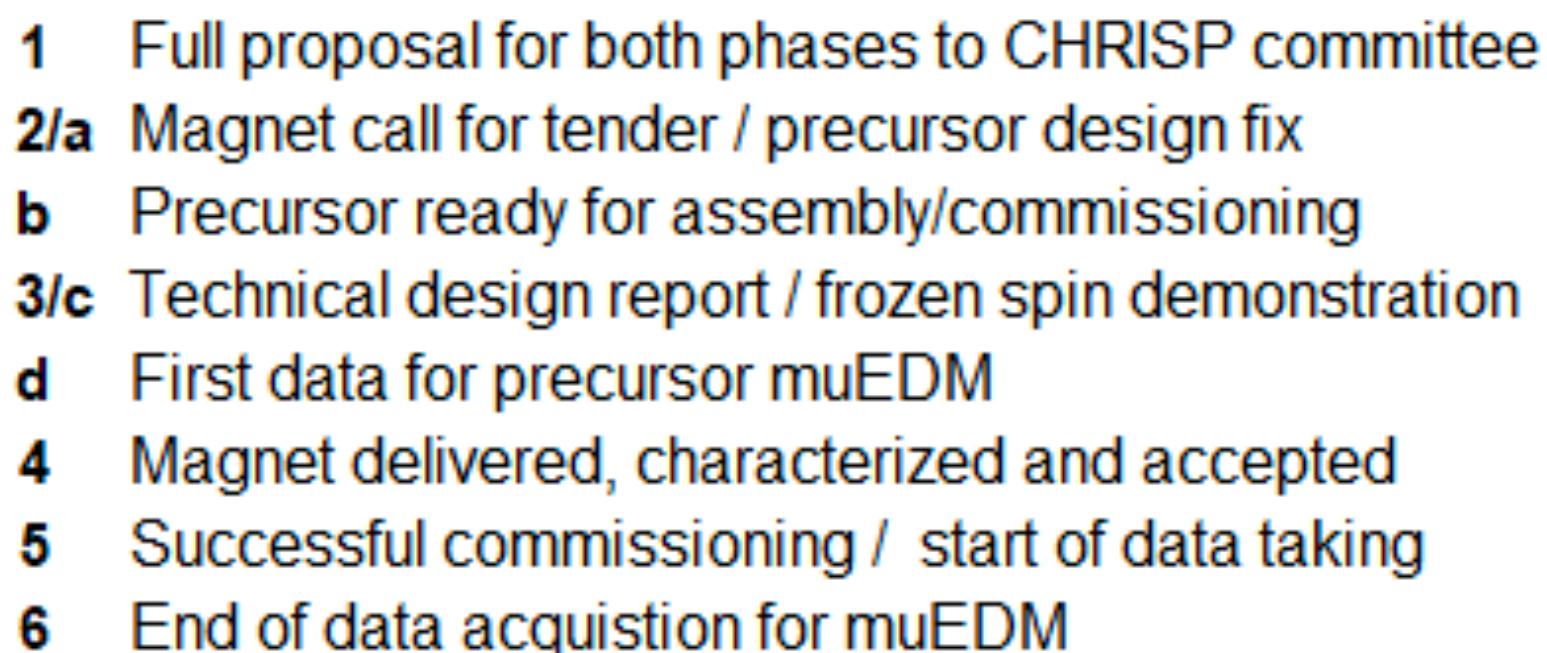 1 Full proposal for both phases to CHRISP committee
2/a Magnet call for tender / precursor design fix
b Precursor ready for assembly/commissioning
3/c Technical design report / frozen spin demonstration
d First data for precursor muEDM
4 Magnet delivered, characterized and accepted
5 Successful commissioning / start of data taking
6 End of data acquistion for muEDM